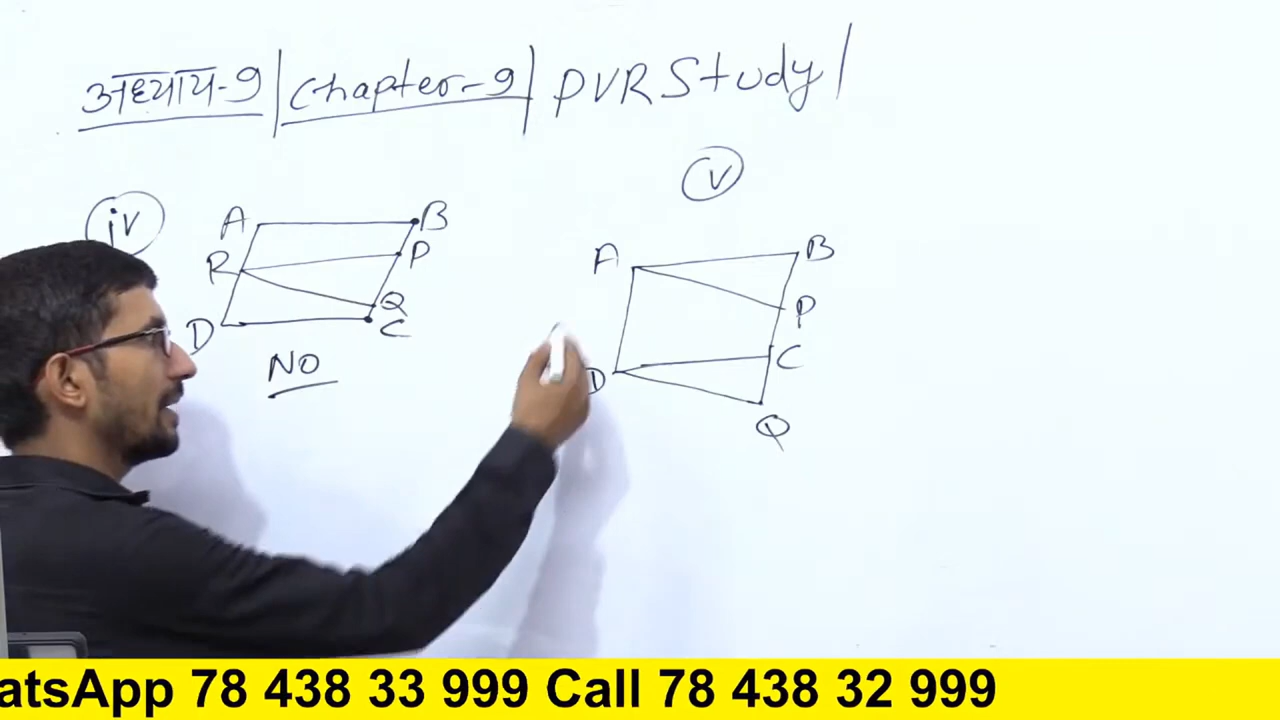 अध्याय-9 | Chapter-9 | PVR Study |
iv
A B
R P
Q
D C
NO
v
A B
P
D C
Q
atsApp 78 438 33 999 Call 78 438 32 999